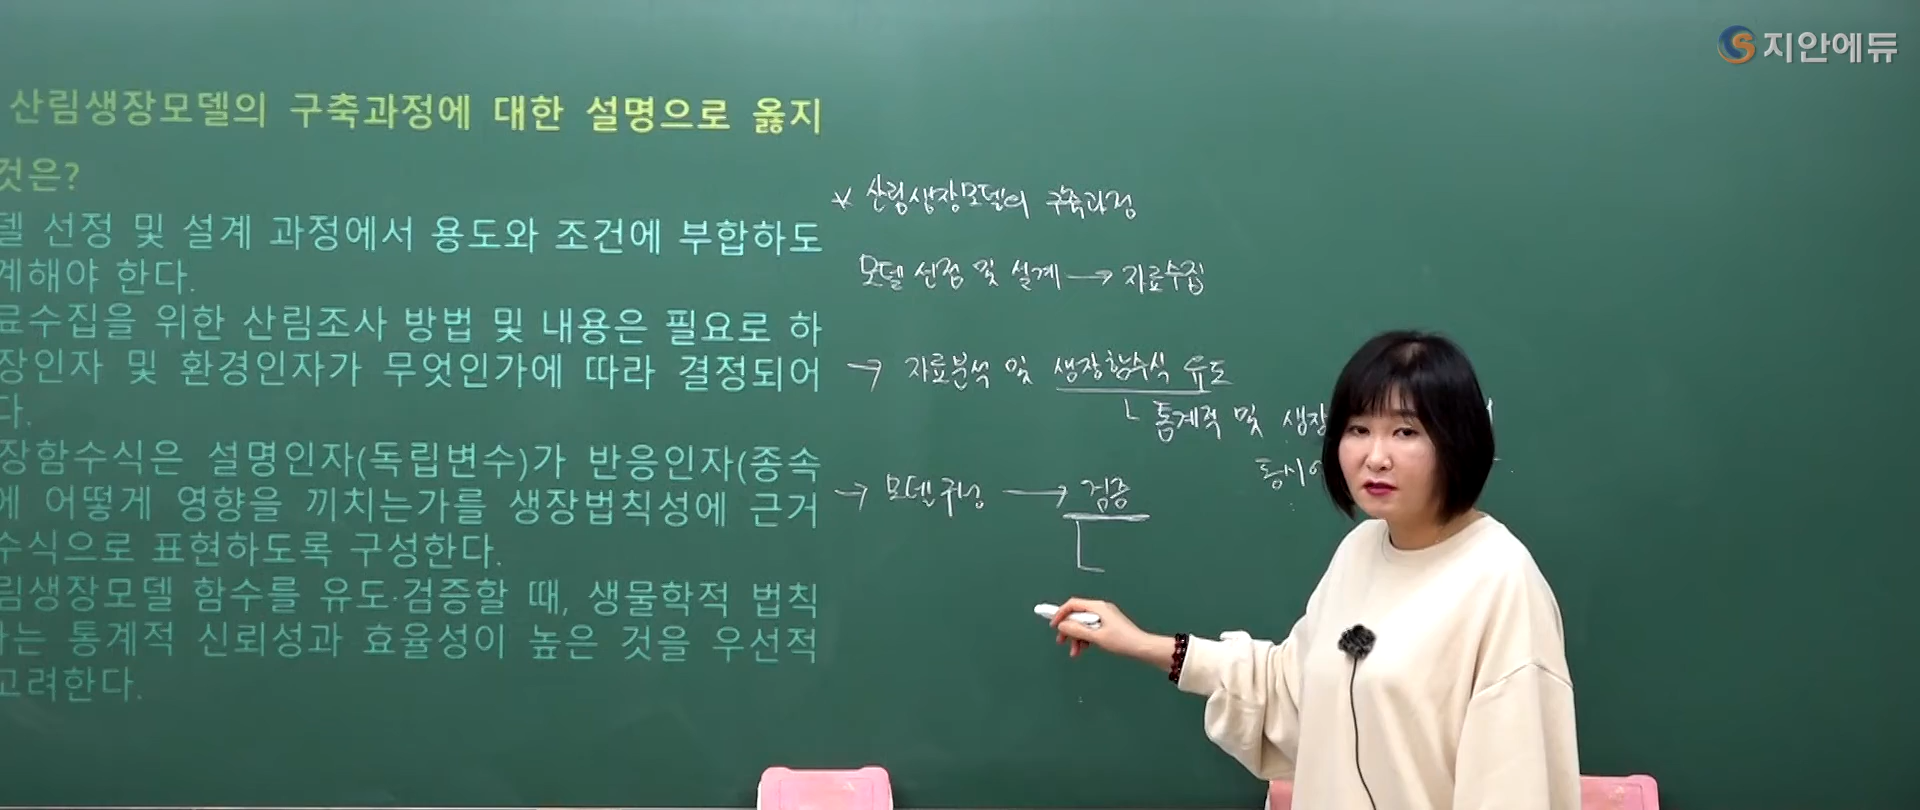 지안에듀
산림생장모델의 구축과정에 대한 설명으로 옳지
것은?
델 선정 및 설계 과정에서 용도와 조건에 부합하도
계해야 한다.
료수집을 위한 산림조사 방법 및 내용은 필요로 하
장인자 및 환경인자가 무엇인가에 따라 결정되어
다.
장함수식은 설명인자(독립변수)가 반응인자(종속
에 어떻게 영향을 끼치는가를 생장법칙성에 근거
수식으로 표현하도록 구성한다.
림생장모델 함수를 유도·검증할 때, 생물학적 법칙
다는 통계적 신뢰성과 효율성이 높은 것을 우선적
고려한다.
* 산림생장모델의 구축과정
모델 선정 및 설계 → 자료수집
→ 자료분석 및 생장함수식 유도
ㄴ 통계적 및 생장
동시에
→ 모델구성 → 검증